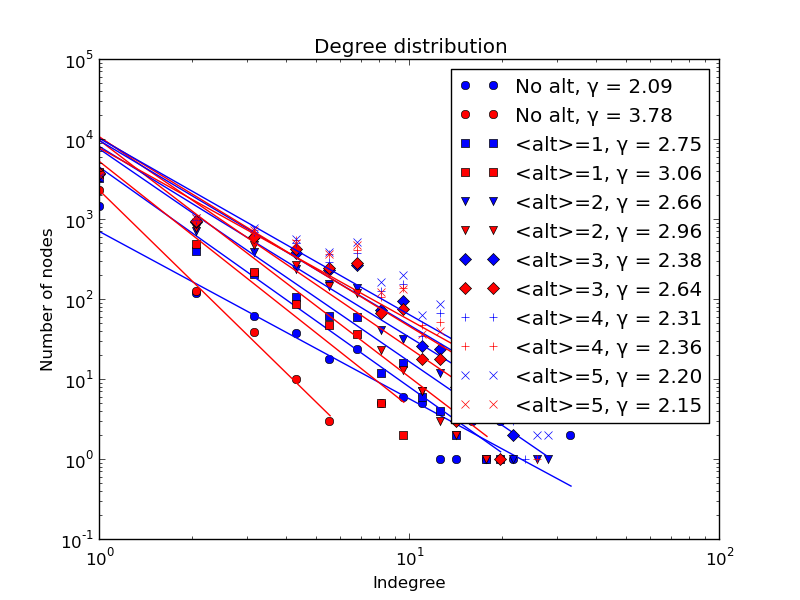 Degree distribution
Number of nodes
10^5
10^4
10^3
10^2
10^1
10^0
10^-1
No alt, γ = 2.09
No alt, γ = 3.78
<alt>=1, γ = 2.75
<alt>=1, γ = 3.06
<alt>=2, γ = 2.66
<alt>=2, γ = 2.96
<alt>=3, γ = 2.38
<alt>=3, γ = 2.64
<alt>=4, γ = 2.31
<alt>=4, γ = 2.36
<alt>=5, γ = 2.20
<alt>=5, γ = 2.15
10^0
10^1
10^2
Indegree